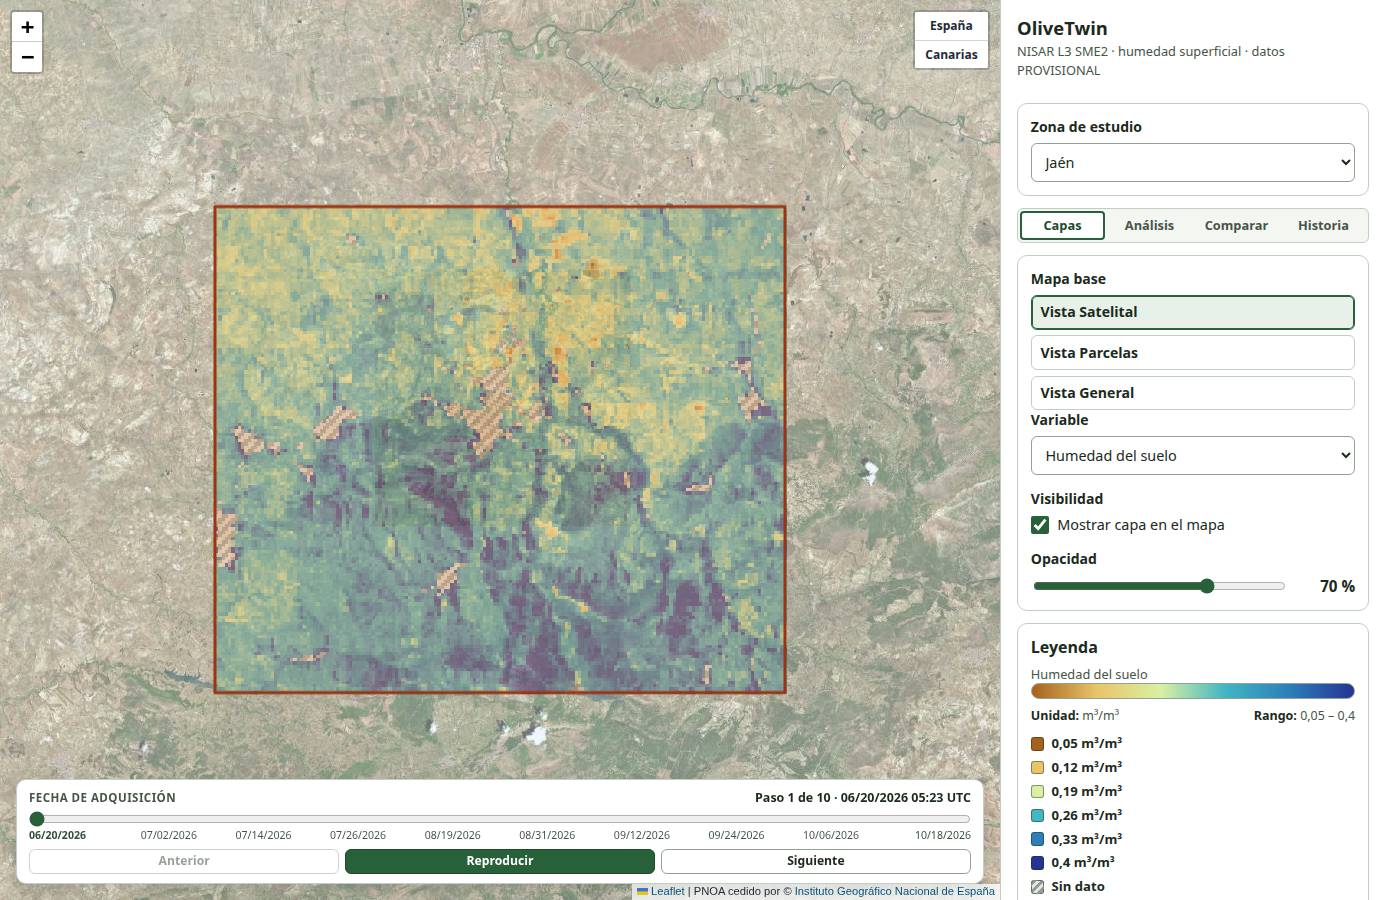 +
−
España
Canarias
FECHA DE ADQUISICIÓN
Paso 1 de 10 · 06/20/2026 05:23 UTC
06/20/2026 07/02/2026 07/14/2026 07/26/2026 08/19/2026 08/31/2026 09/12/2026 09/24/2026 10/06/2026 10/18/2026
Anterior
Reproducir
Siguiente
Leaflet | PNOA cedido por © Instituto Geográfico Nacional de España
OliveTwin
NISAR L3 SME2 · humedad superficial · datos
PROVISIONAL
Zona de estudio
Jaén
Capas Análisis Comparar Historia
Mapa base
Vista Satelital
Vista Parcelas
Vista General
Variable
Humedad del suelo
Visibilidad
Mostrar capa en el mapa
Opacidad
70 %
Leyenda
Humedad del suelo
Unidad: m³/m³ Rango: 0,05 – 0,4
0,05 m³/m³
0,12 m³/m³
0,19 m³/m³
0,26 m³/m³
0,33 m³/m³
0,4 m³/m³
Sin dato